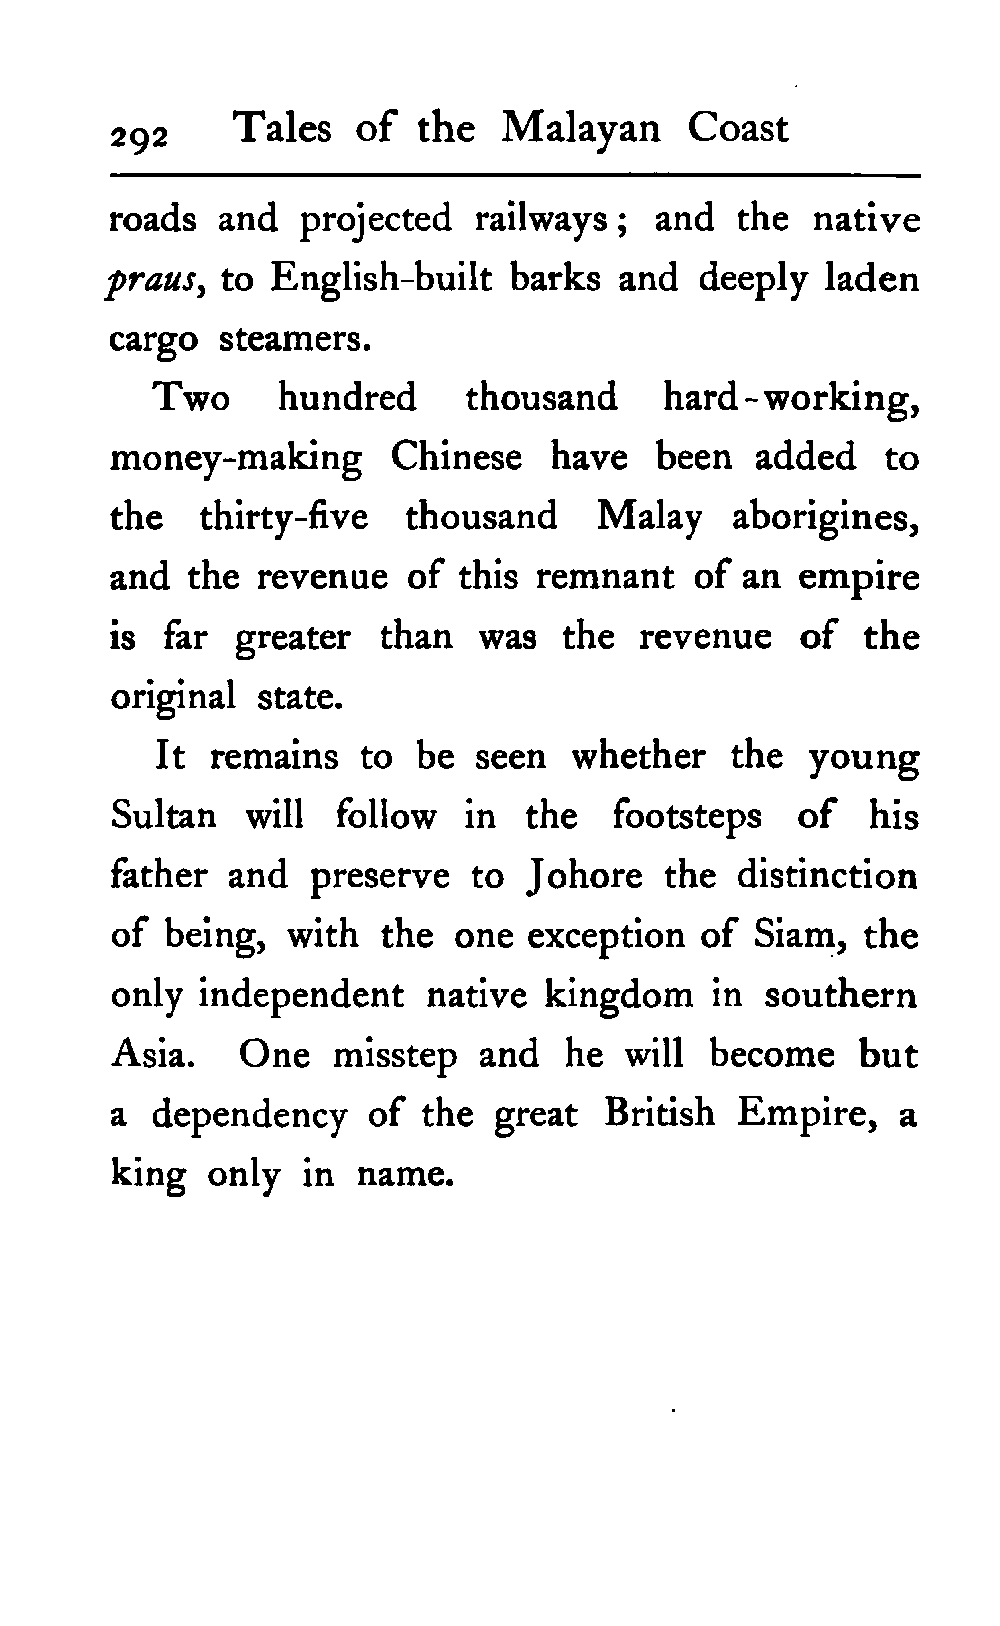 292 Tales of the Malayan Coast
roads and projected railways; and the native
praus, to English-built barks and deeply laden
cargo steamers.
Two hundred thousand hard-working,
money-making Chinese have been added to
the thirty-five thousand Malay aborigines,
and the revenue of this remnant of an empire
is far greater than was the revenue of the
original state.
It remains to be seen whether the young
Sultan will follow in the footsteps of his
father and preserve to Johore the distinction
of being, with the one exception of Siam, the
only independent native kingdom in southern
Asia. One misstep and he will become but
a dependency of the great British Empire, a
king only in name.